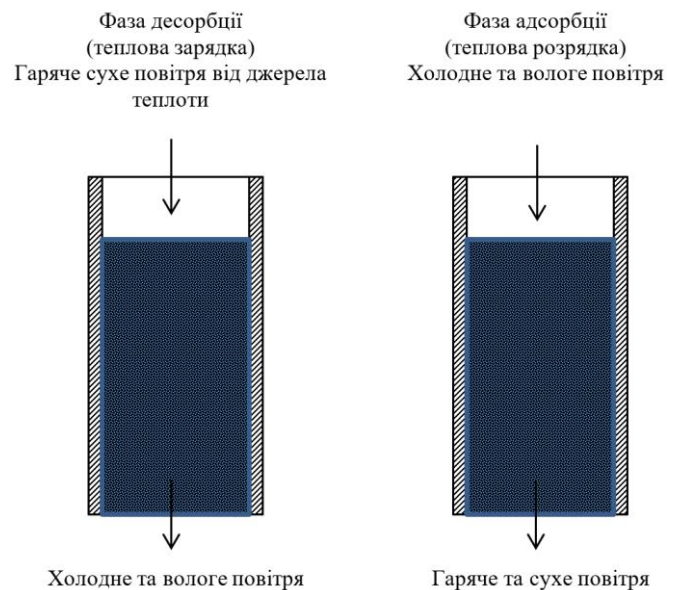 Фаза десорбції
(теплова зарядка)
Гаряче сухе повітря від джерела
теплоти
Фаза адсорбції
(теплова розрядка)
Холодне та вологе повітря
Холодне та вологе повітря
Гаряче та сухе повітря